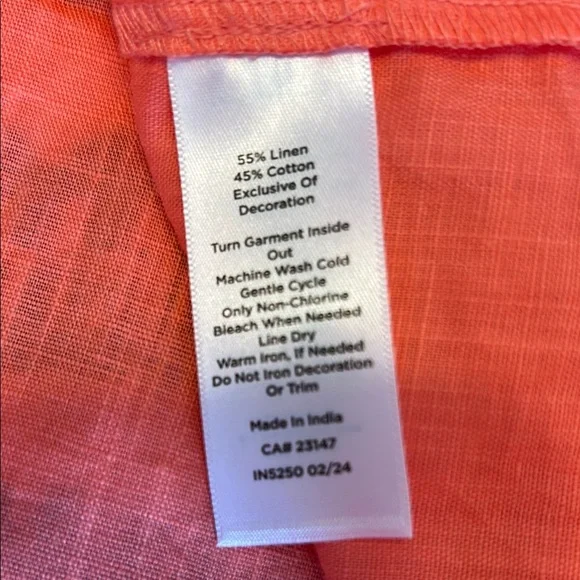 55% Linen
45% Cotton
Exclusive Of
Decoration
Turn Garment Inside
Out
Machine Wash Cold
Gentle Cycle
Only Non-Chlorine
Bleach When Needed
Line Dry
Warm Iron, If Needed
Do Not Iron Decoration
Or Trim
Made In India
CA# 23147
IN5250 02/24